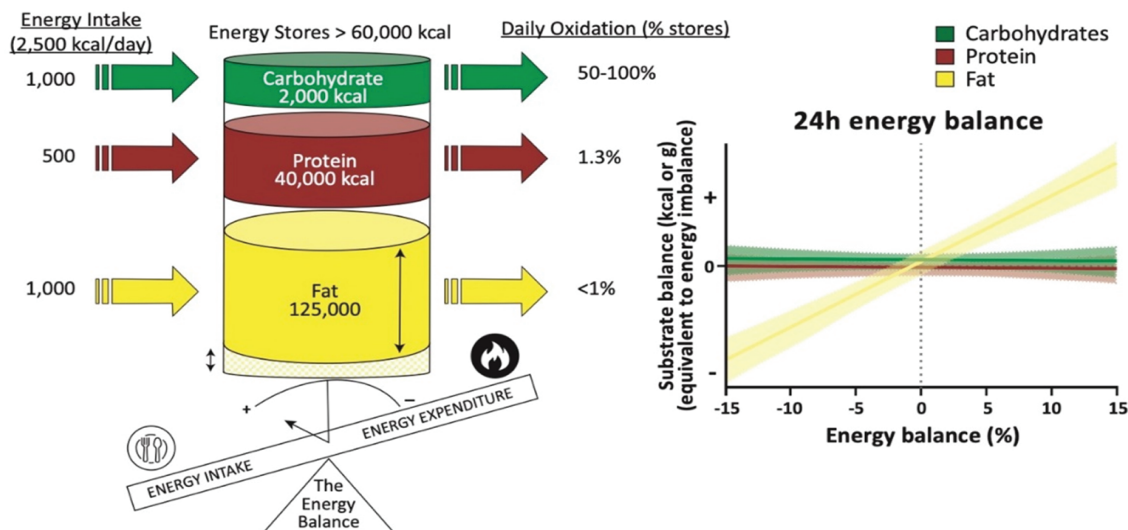 Energy Intake
(2,500 kcal/day)
Energy Stores > 60,000 kcal
Daily Oxidation (% stores)
1,000
Carbohydrate
2,000 kcal
50-100%
500
Protein
40,000 kcal
1.3%
1,000
Fat
125,000
<1%
+
−
ENERGY INTAKE
ENERGY EXPENDITURE
The
Energy
Balance
Carbohydrates
Protein
Fat
24h energy balance
Substrate balance (kcal or g)
(equivalent to energy imbalance)
+
0
-
-15
-10
-5
0
5
10
15
Energy balance (%)